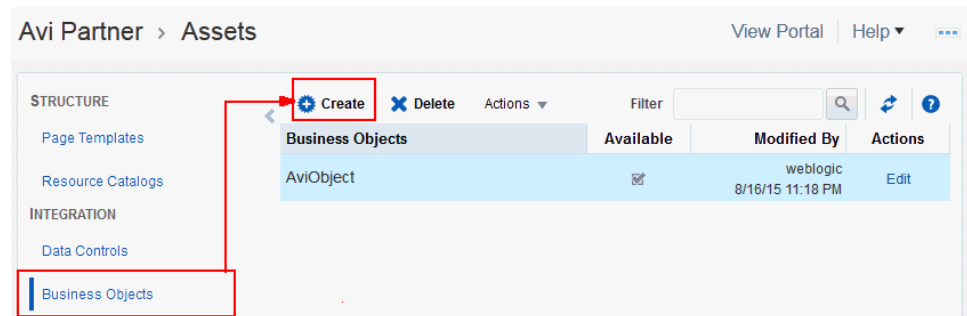 Avi Partner > Assets
View Portal
Help
STRUCTURE
Page Templates
Resource Catalogs
INTEGRATION
Data Controls
Business Objects
Create
Delete
Actions
Filter
Business Objects
Available
Modified By
Actions
AviObject
weblogic
8/16/15 11:18 PM
Edit